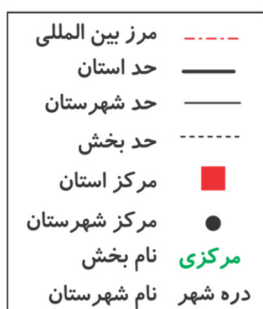 مرز بین المللی
حد استان
حد شهرستان
حد بخش
مرکز استان
مرکز شهرستان
نام بخش مرکزی
نام شهرستان دره شهر